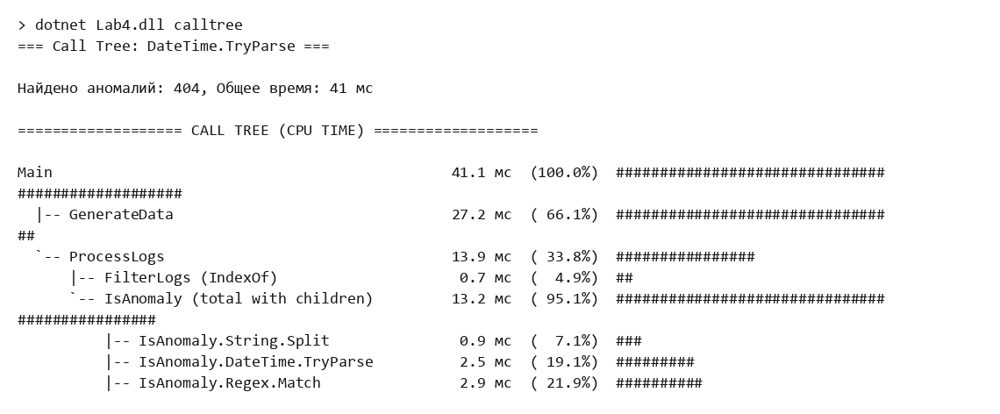 > dotnet Lab4.dll calltree
=== Call Tree: DateTime.TryParse ===
Найдено аномалий: 404, Общее время: 41 мс
=================== CALL TREE (CPU TIME) ===================
Main                                              41.1 мс  (100.0%)  ###############################
###################
  |-- GenerateData                                27.2 мс  ( 66.1%)  ###############################
##
  `-- ProcessLogs                                 13.9 мс  ( 33.8%)  ################
      |-- FilterLogs (IndexOf)                     0.7 мс  (  4.9%)  ##
      `-- IsAnomaly (total with children)         13.2 мс  ( 95.1%)  ###############################
################
          |-- IsAnomaly.String.Split               0.9 мс  (  7.1%)  ###
          |-- IsAnomaly.DateTime.TryParse          2.5 мс  ( 19.1%)  #########
          |-- IsAnomaly.Regex.Match                2.9 мс  ( 21.9%)  ##########